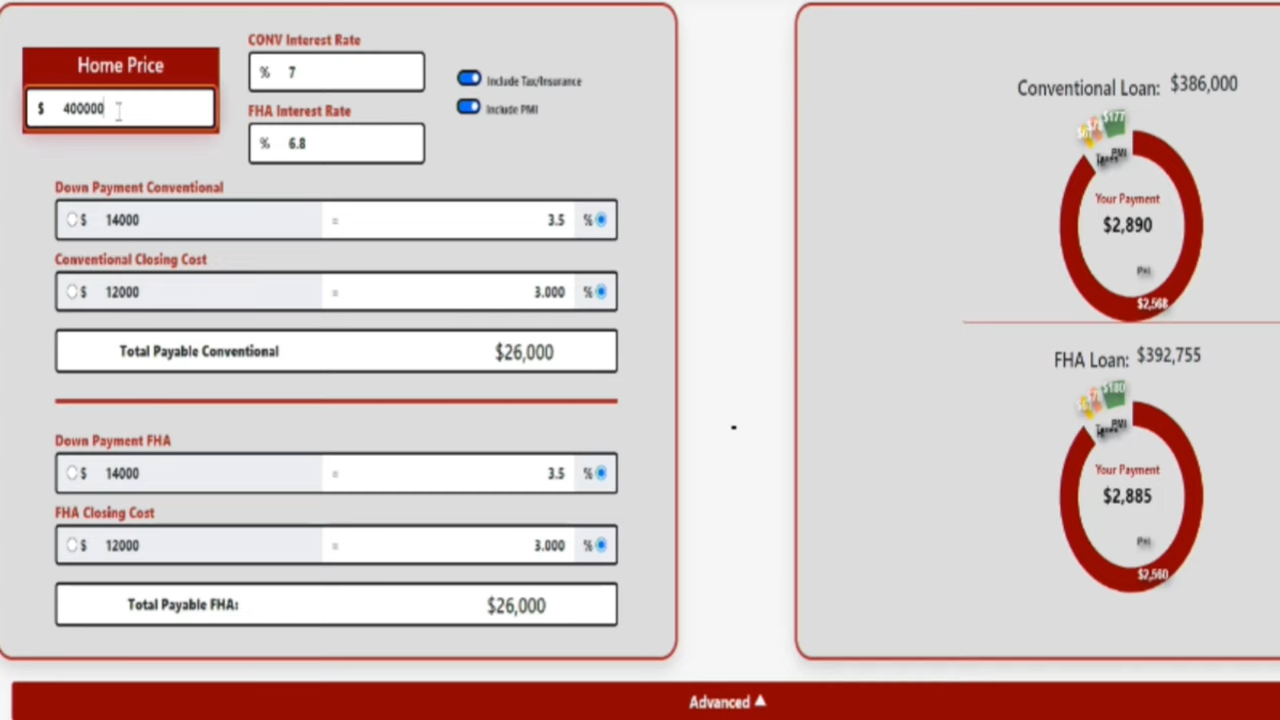 Home Price
$ 400000
CONV Interest Rate
% 7
FHA Interest Rate
% 6.8
Include Tax/Insurance
Include PMI
Down Payment Conventional
$ 14000 = 3.5 %
Conventional Closing Cost
$ 12000 = 3.000 %
Total Payable Conventional $26,000
Down Payment FHA
$ 14000 = 3.5 %
FHA Closing Cost
$ 12000 = 3.000 %
Total Payable FHA: $26,000
Conventional Loan: $386,000
$177
PMI
Your Payment
$2,890
$2,568
FHA Loan: $392,755
$180
PMI
Your Payment
$2,885
$2,560
Advanced ▲